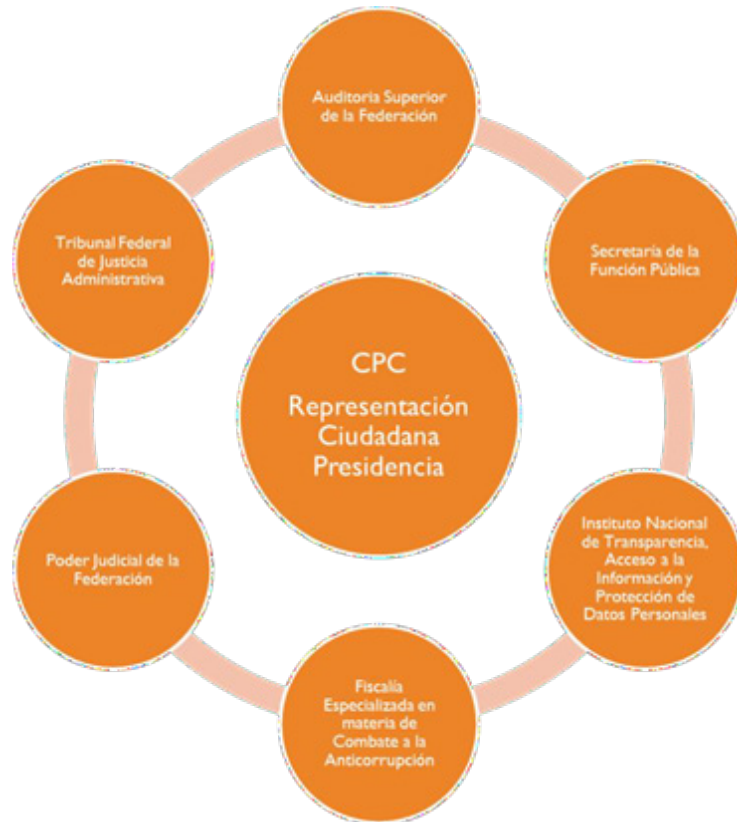 Auditoria Superior
de la Federación
Secretaría de la
Función Pública
Instituto Nacional
de Transparencia,
Acceso a la
Información y
Protección de
Datos Personales
Fiscalía
Especializada en
materia de
Combate a la
Anticorrupción
Poder Judicial de la
Federación
Tribunal Federal
de Justicia
Administrativa
CPC
Representación
Ciudadana
Presidencia